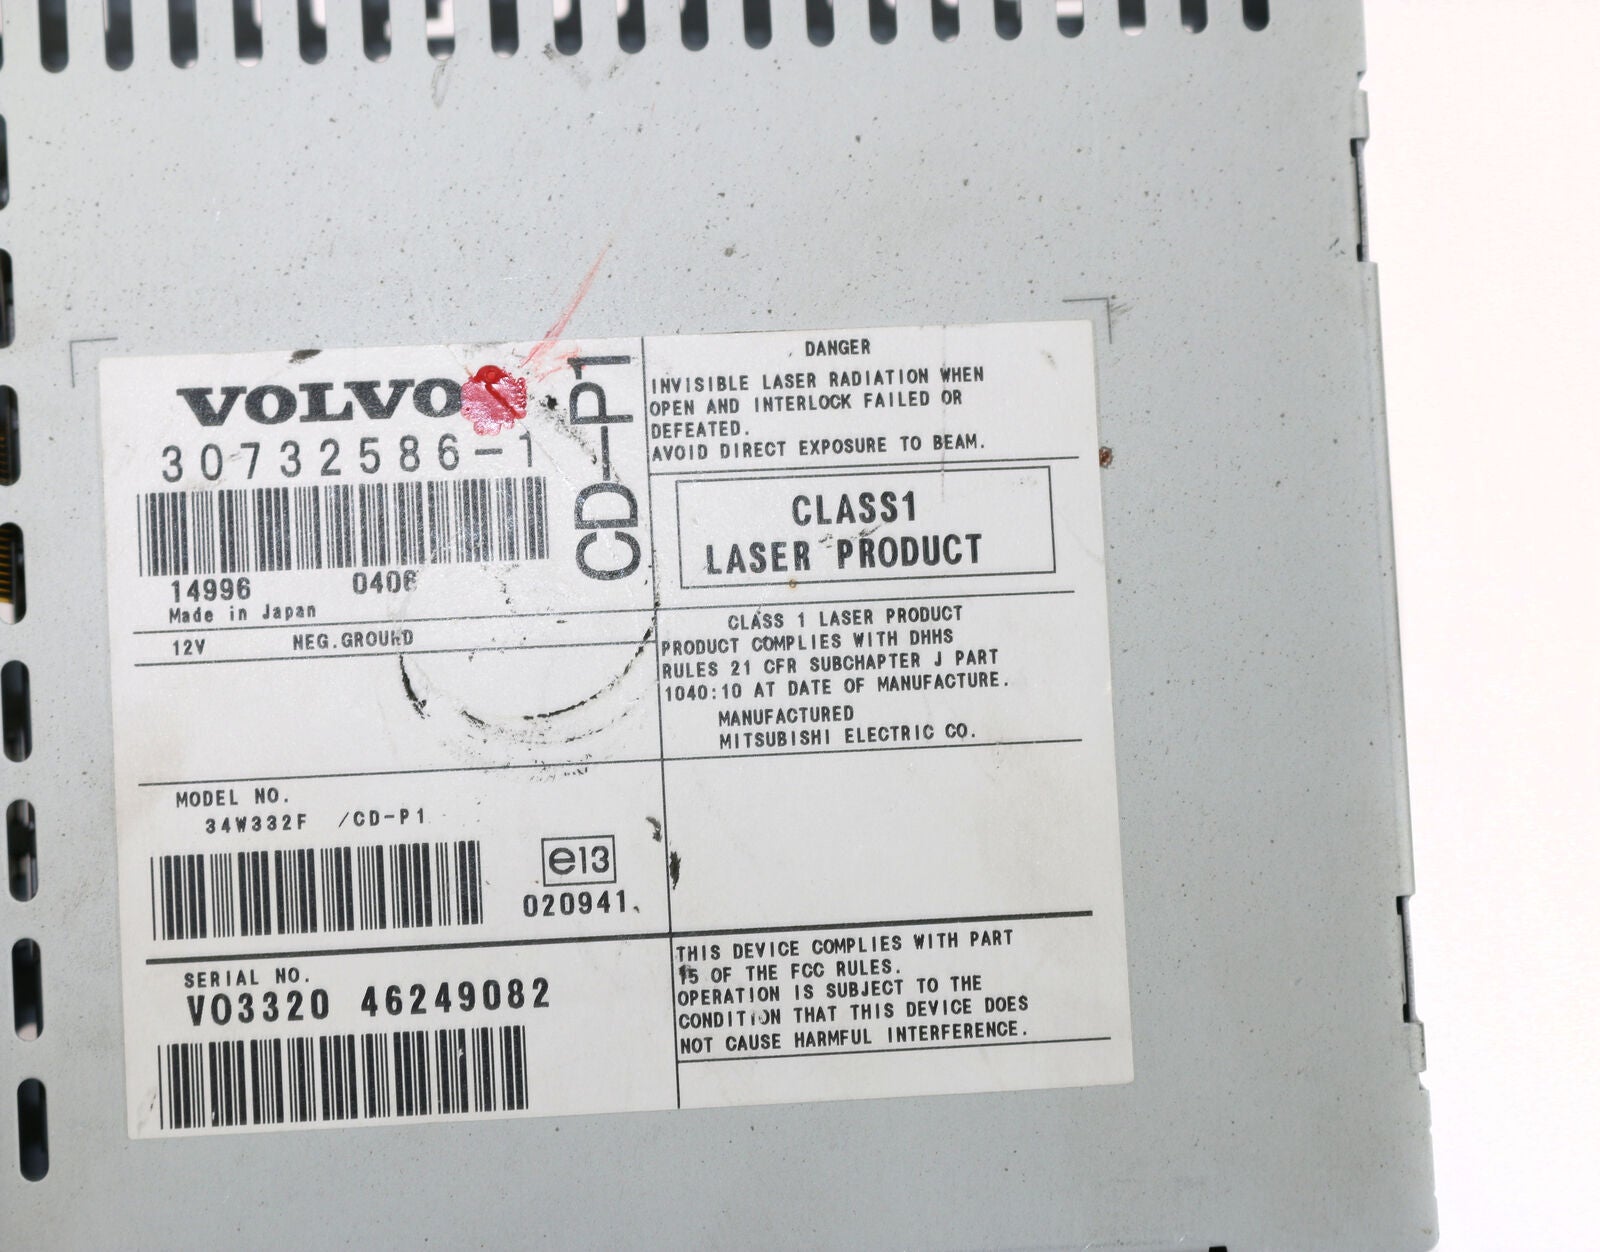 VOLVO
30732586-1
CD-P1
14996 0406
Made in Japan
12V NEG.GROUND
MODEL NO.
34W332F /CD-P1
e13
020941
SERIAL NO.
VO3320 46249082
DANGER
INVISIBLE LASER RADIATION WHEN
OPEN AND INTERLOCK FAILED OR
DEFEATED.
AVOID DIRECT EXPOSURE TO BEAM.
CLASS1
LASER PRODUCT
CLASS 1 LASER PRODUCT
PRODUCT COMPLIES WITH DHHS
RULES 21 CFR SUBCHAPTER J PART
1040:10 AT DATE OF MANUFACTURE.
MANUFACTURED
MITSUBISHI ELECTRIC CO.
THIS DEVICE COMPLIES WITH PART
15 OF THE FCC RULES.
OPERATION IS SUBJECT TO THE
CONDITION THAT THIS DEVICE DOES
NOT CAUSE HARMFUL INTERFERENCE.